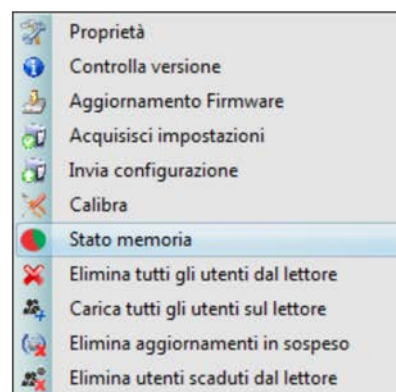 Proprietà
Controlla versione
Aggiornamento Firmware
Acquisisci impostazioni
Invia configurazione
Calibra
Stato memoria
Elimina tutti gli utenti dal lettore
Carica tutti gli utenti sul lettore
Elimina aggiornamenti in sospeso
Elimina utenti scaduti dal lettore